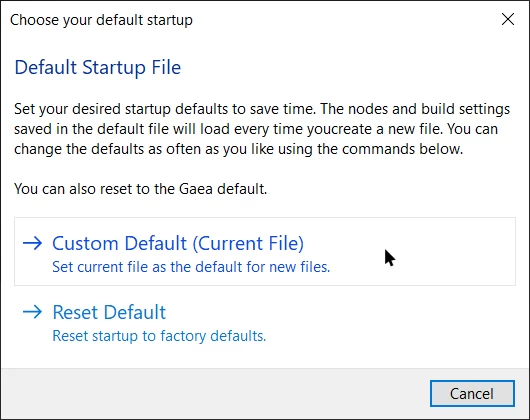 Choose your default startup
Default Startup File
Set your desired startup defaults to save time. The nodes and build settings
saved in the default file will load every time youcreate a new file. You can
change the defaults as often as you like using the commands below.
You can also reset to the Gaea default.
Custom Default (Current File)
Set current file as the default for new files.
Reset Default
Reset startup to factory defaults.
Cancel